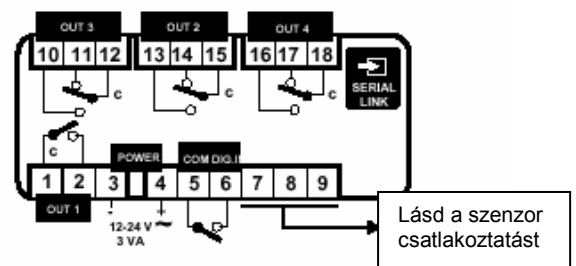 OUT 3 OUT 2 OUT 4
10 11 12 13 14 15 16 17 18
C C C
SERIAL
LINK
C
POWER COM DIG.I
1 2 3 4 5 6 7 8 9
OUT 1
- +
12-24 V ~
3 VA
Lásd a szenzor
csatlakoztatást